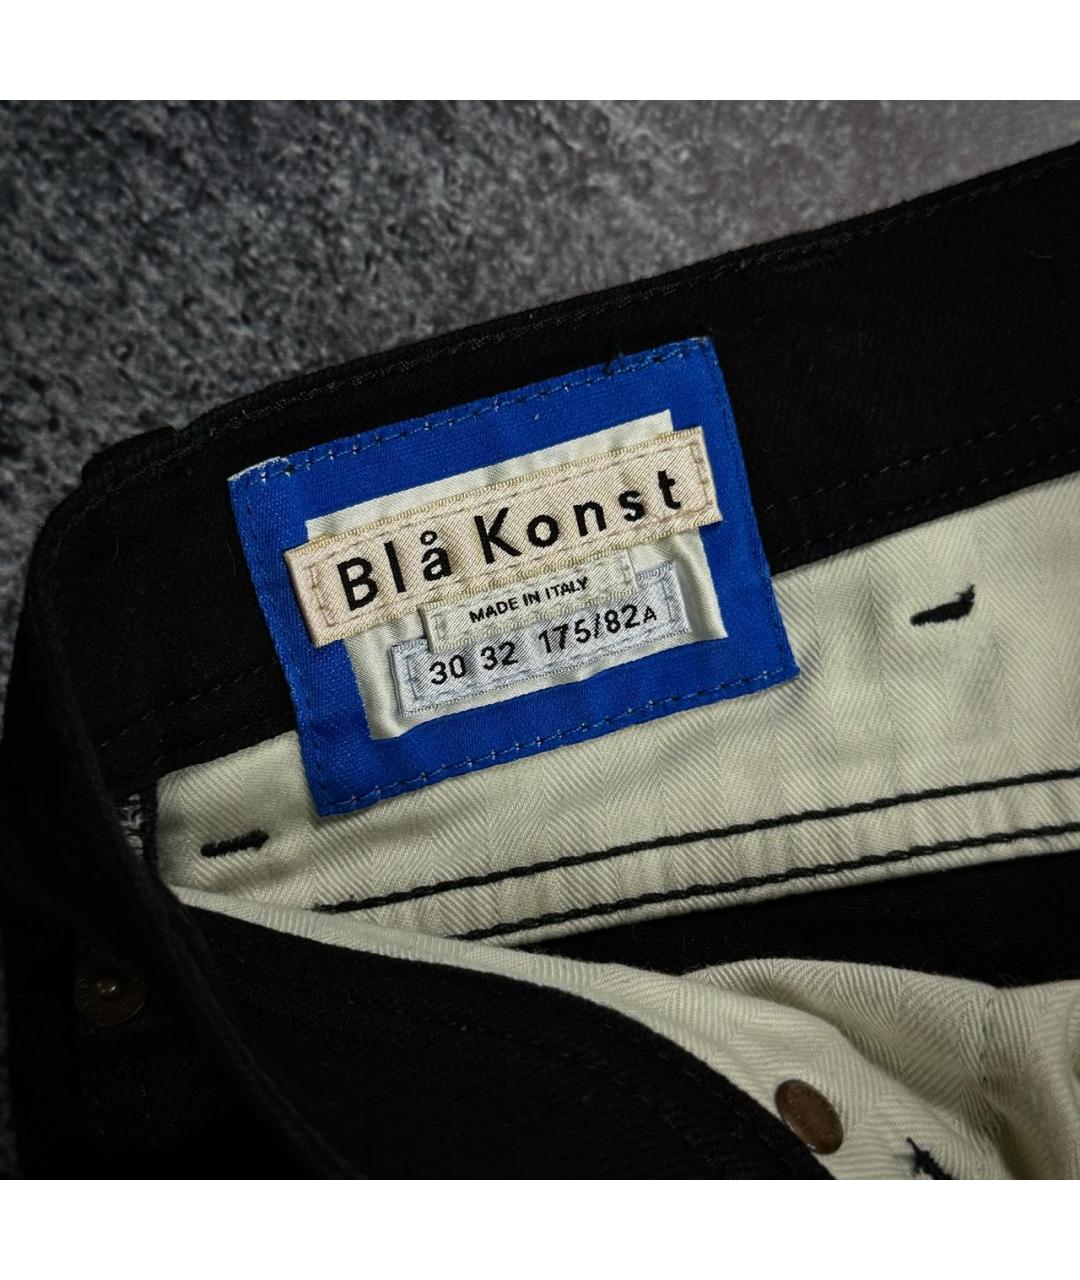 Blå Konst
MADE IN ITALY
30 32 175/82A